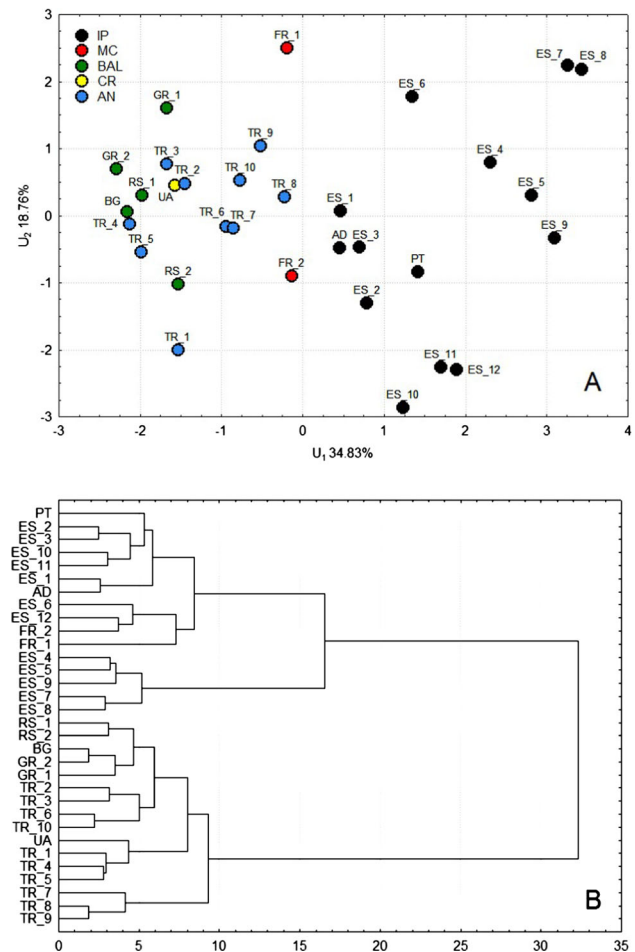 3
IP
MC
BAL
CR
AN
FR_1
ES_7
ES_8
2
ES_6
GR_1
TR_9
1
TR_3
ES_4
GR_2
TR_2
TR_10
RS_1
TR_8
ES_5
UA
BG
ES_1
0
TR_4
TR_6
TR_7
AD
ES_3
ES_9
TR_5
FR_2
PT
RS_2
-1
ES_2
TR_1
-2
ES_11
ES_12
A
ES_10
-3
-3 -2 -1 0 1 2 3 4
U2 18.76%
U1 34.83%
PT
ES_2
ES_3
ES_10
ES_11
ES_1
AD
ES_6
ES_12
FR_2
FR_1
ES_4
ES_5
ES_9
ES_7
ES_8
RS_1
RS_2
BG
GR_2
GR_1
TR_2
TR_3
TR_6
TR_10
UA
TR_1
TR_4
TR_5
TR_7
TR_8
TR_9
B
0 5 10 15 20 25 30 35